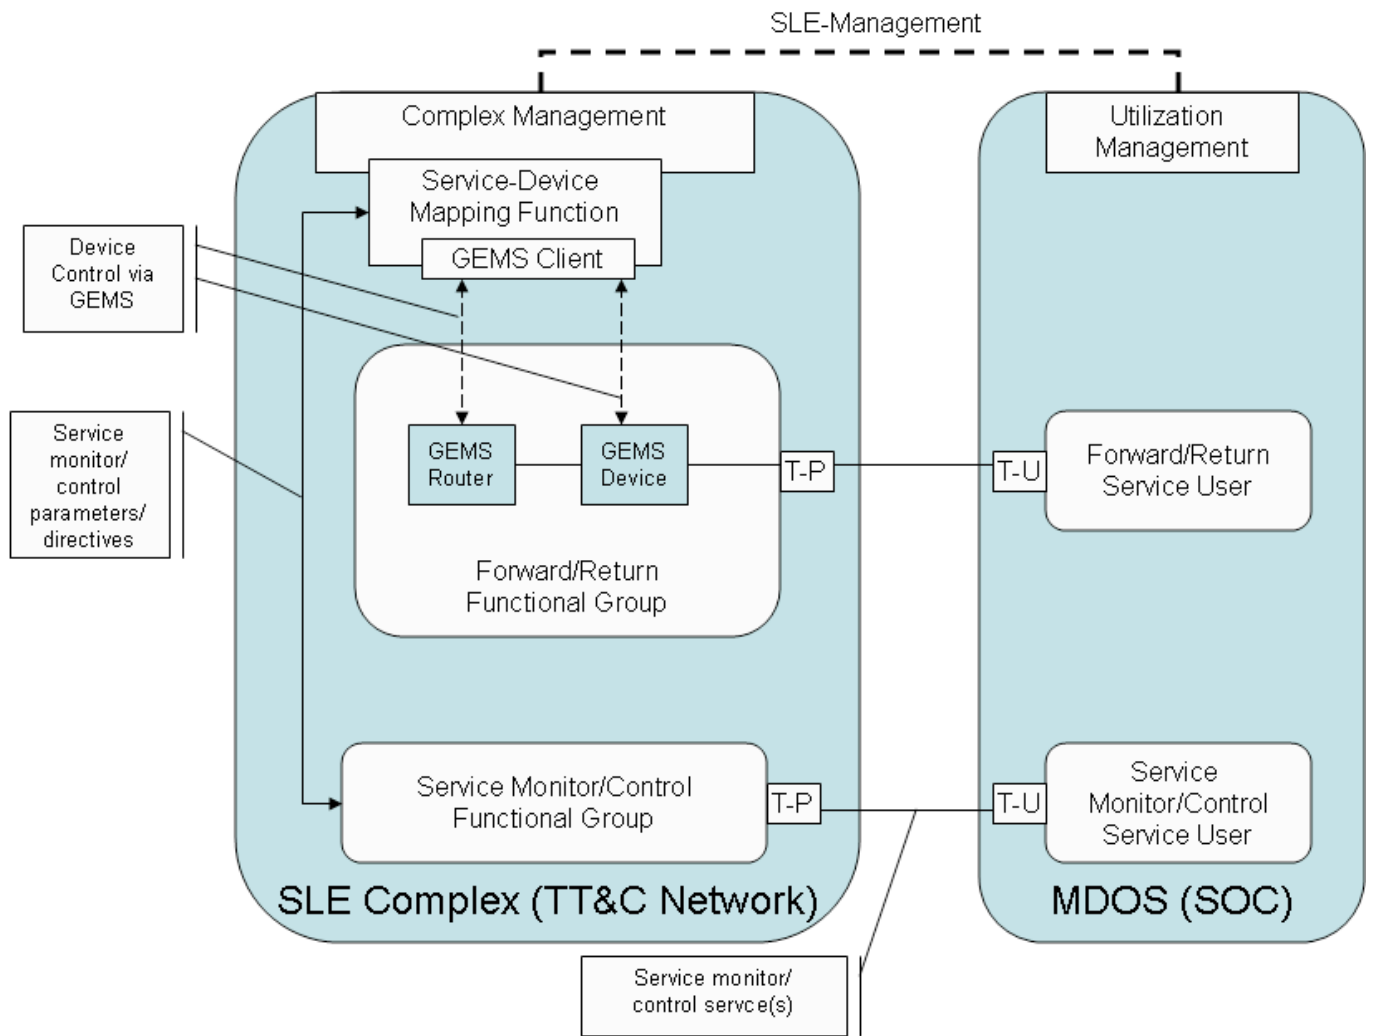 SLE-Management
Complex Management
Utilization
Management
Service-Device
Mapping Function
GEMS Client
Device
Control via
GEMS
Service
monitor/
control
parameters/
directives
GEMS
Router
GEMS
Device
T-P
T-U
Forward/Return
Service User
Forward/Return
Functional Group
Service Monitor/Control
Functional Group
T-P
T-U
Service
Monitor/Control
Service User
SLE Complex (TT&C Network)
MDOS (SOC)
Service monitor/
control servce(s)